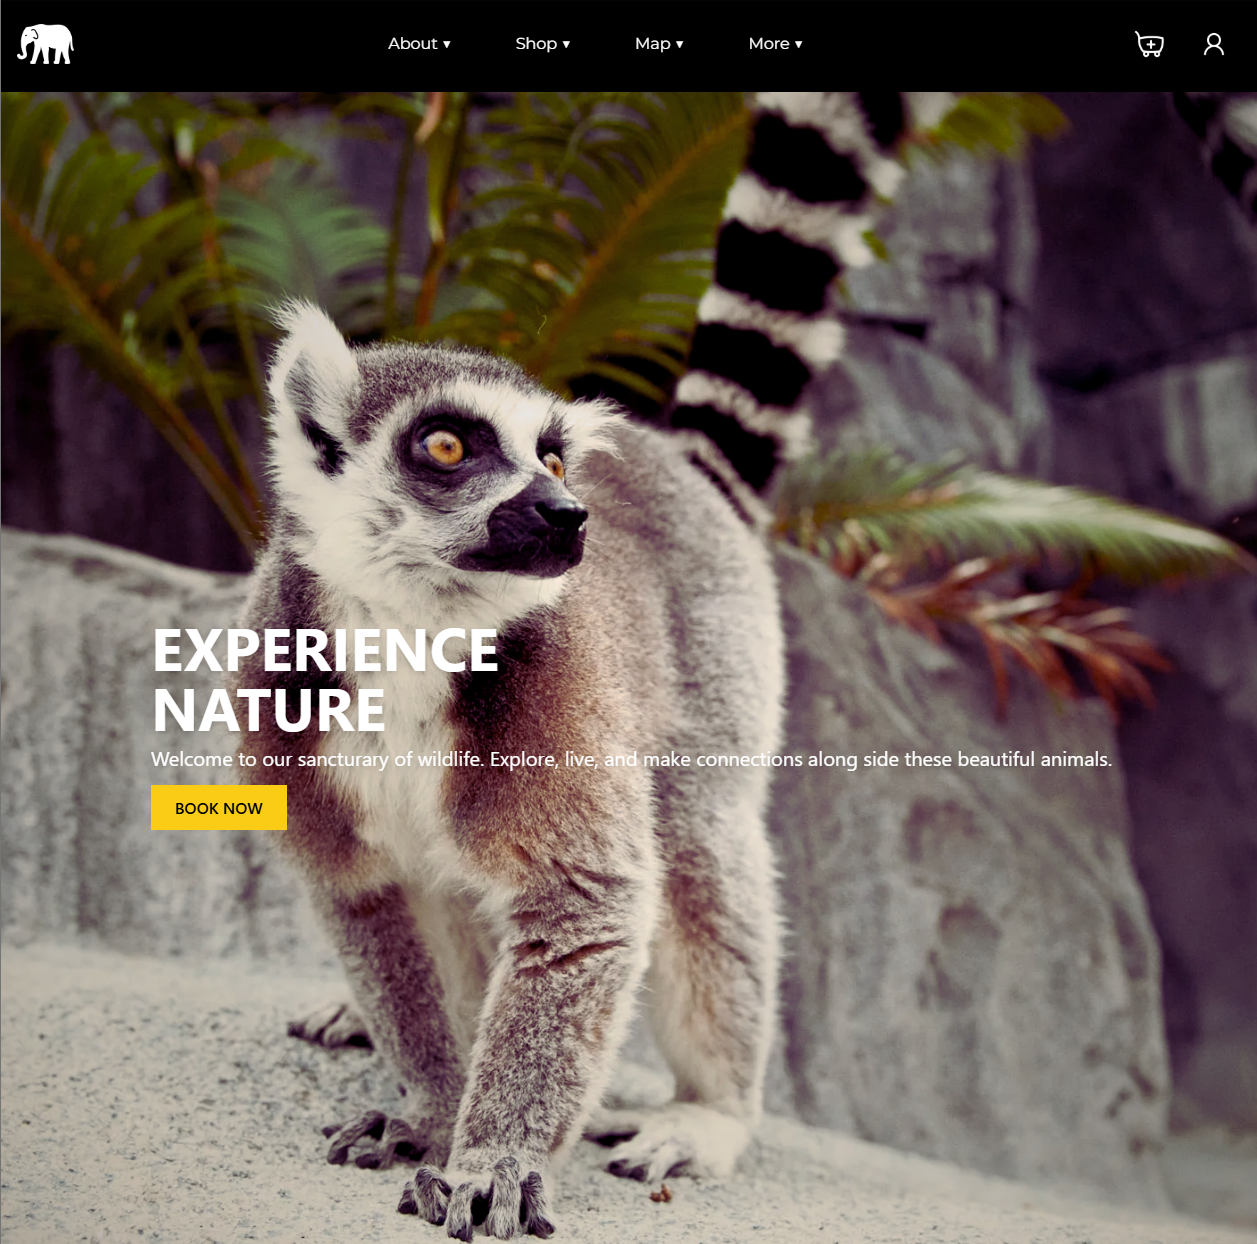 About ▾ Shop ▾ Map ▾ More ▾
EXPERIENCE
NATURE
Welcome to our sancturary of wildlife. Explore, live, and make connections along side these beautiful animals.
BOOK NOW